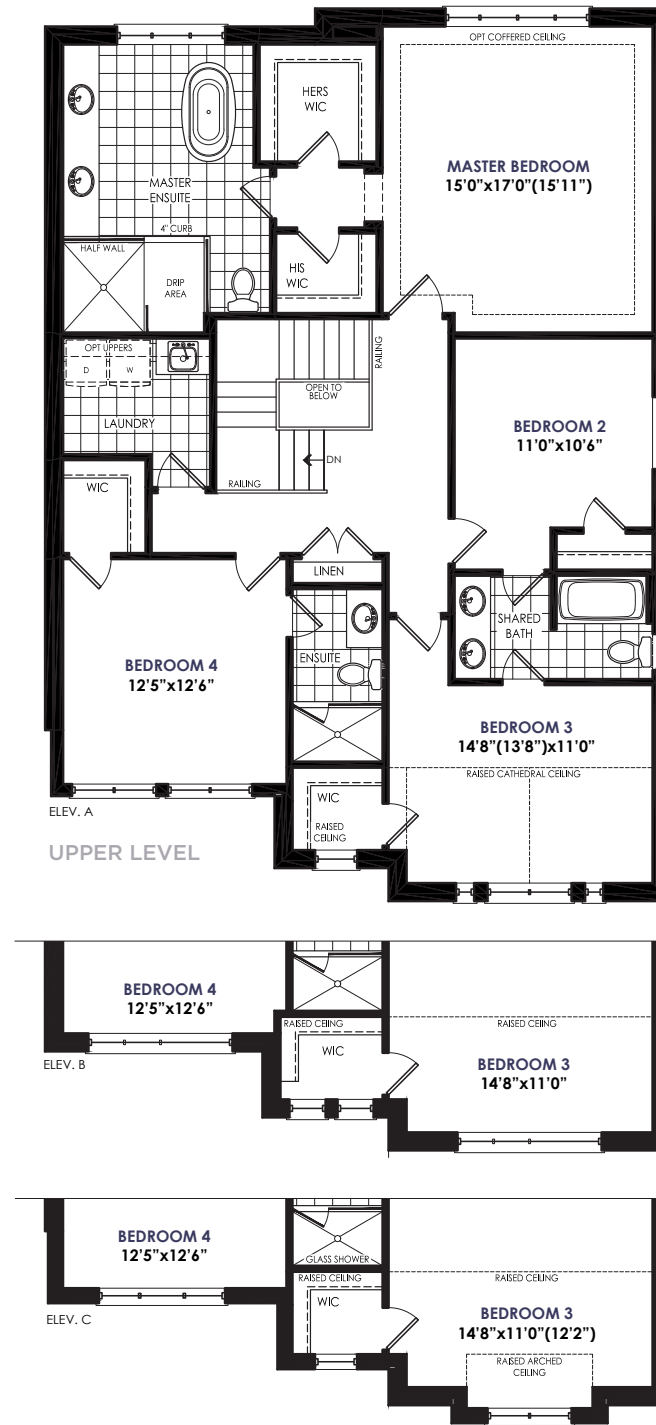 OPT COFFERED CEILING
HERS
WIC
MASTER BEDROOM
15'0"x17'0"(15'11")
MASTER
ENSUITE
4" CURB
HALF WALL
DRIP
AREA
HIS
WIC
OPT UPPERS
D
W
LAUNDRY
RAILING
OPEN TO
BELOW
DN
RAILING
BEDROOM 2
11'0"x10'6"
WIC
LINEN
SHARED
BATH
ENSUITE
BEDROOM 4
12'5"x12'6"
BEDROOM 3
14'8"(13'8")x11'0"
RAISED CATHEDRAL CEILING
WIC
RAISED
CEILING
ELEV. A
UPPER LEVEL
BEDROOM 4
12'5"x12'6"
RAISED CEIING
WIC
RAISED CEIING
BEDROOM 3
14'8"x11'0"
ELEV. B
BEDROOM 4
12'5"x12'6"
GLASS SHOWER
RAISED CEILING
WIC
RAISED CEILING
BEDROOM 3
14'8"x11'0"(12'2")
RAISED ARCHED
CEILING
ELEV. C